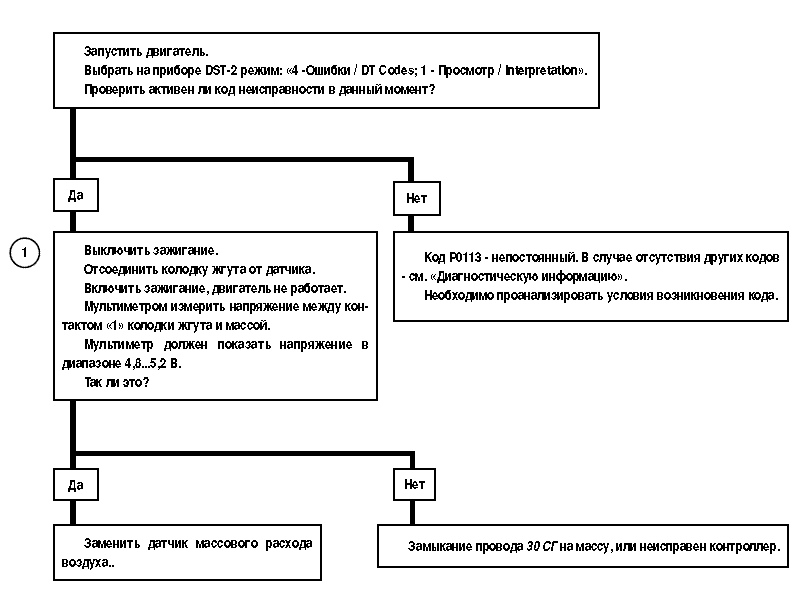 Запустить двигатель.
Выбрать на приборе DST-2 режим: «4 -Ошибки / DT Codes; 1 - Просмотр / Interpretation».
Проверить активен ли код неисправности в данный момент?
Да
Нет
1
Выключить зажигание.
Отсоединить колодку жгута от датчика.
Включить зажигание, двигатель не работает.
Мультиметром измерить напряжение между кон-
тактом «1» колодки жгута и массой.
Мультиметр должен показать напряжение в
диапазоне 4,8...5,2 В.
Так ли это?
Код P0113 - непостоянный. В случае отсутствия других кодов
- см. «Диагностическую информацию».
Необходимо проанализировать условия возникновения кода.
Да
Нет
Заменить датчик массового расхода
воздуха..
Замыкание провода 30 СГ на массу, или неисправен контроллер.